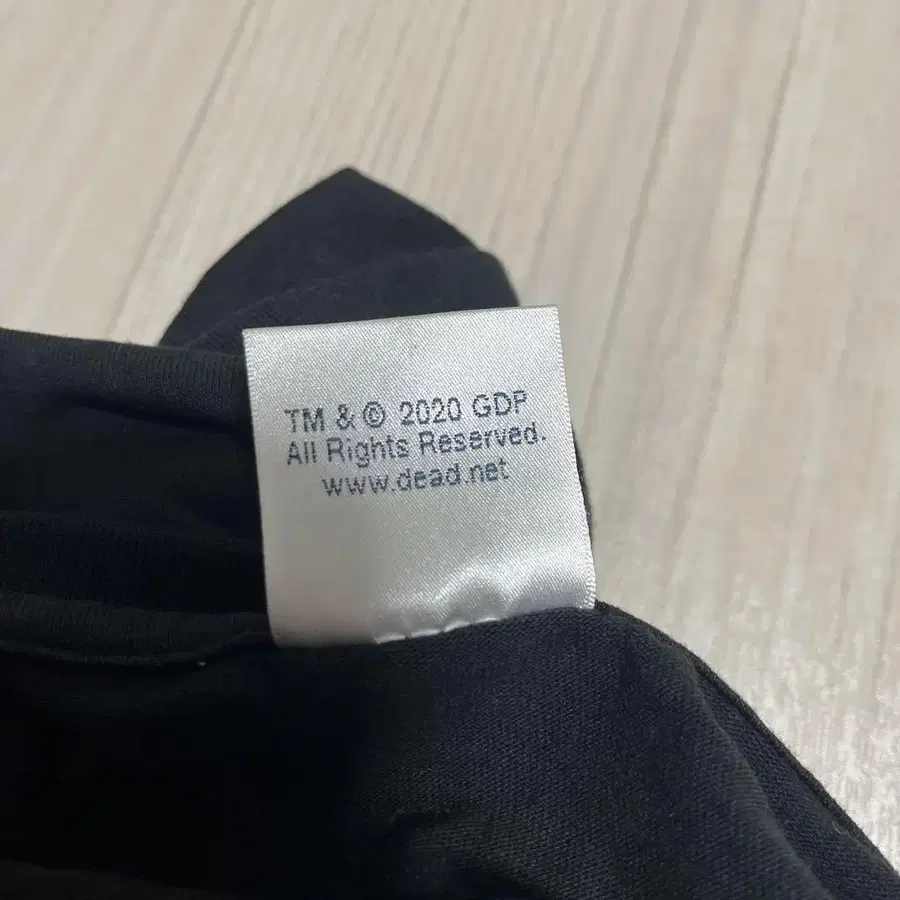 TM & © 2020 GDP
All Rights Reserved.
www.dead.net